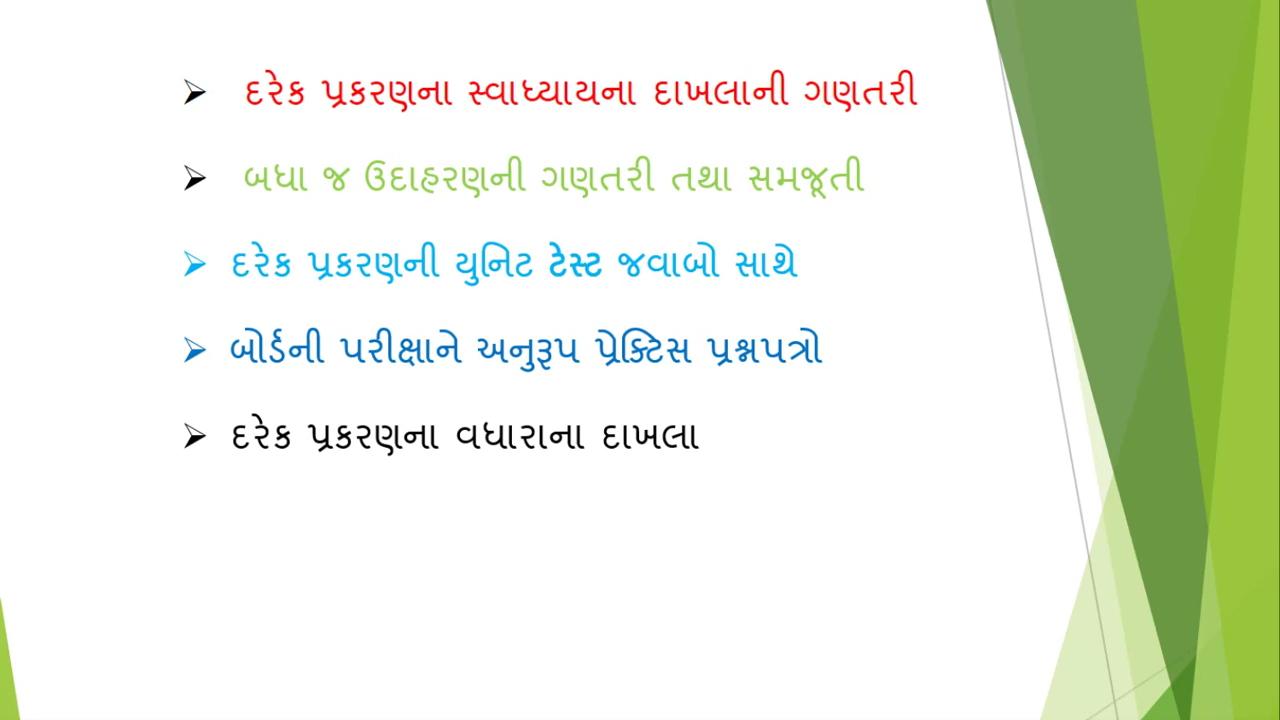 દરેક પ્રકરણના સ્વાધ્યાયના દાખલાની ગણતરી
બધા જ ઉદાહરણની ગણતરી તથા સમજૂતી
દરેક પ્રકરણની યુનિટ ટેસ્ટ જવાબો સાથે
બોર્ડની પરીક્ષાને અનુરૂપ પ્રેક્ટિસ પ્રશ્નપત્રો
દરેક પ્રકરણના વધારાના દાખલા